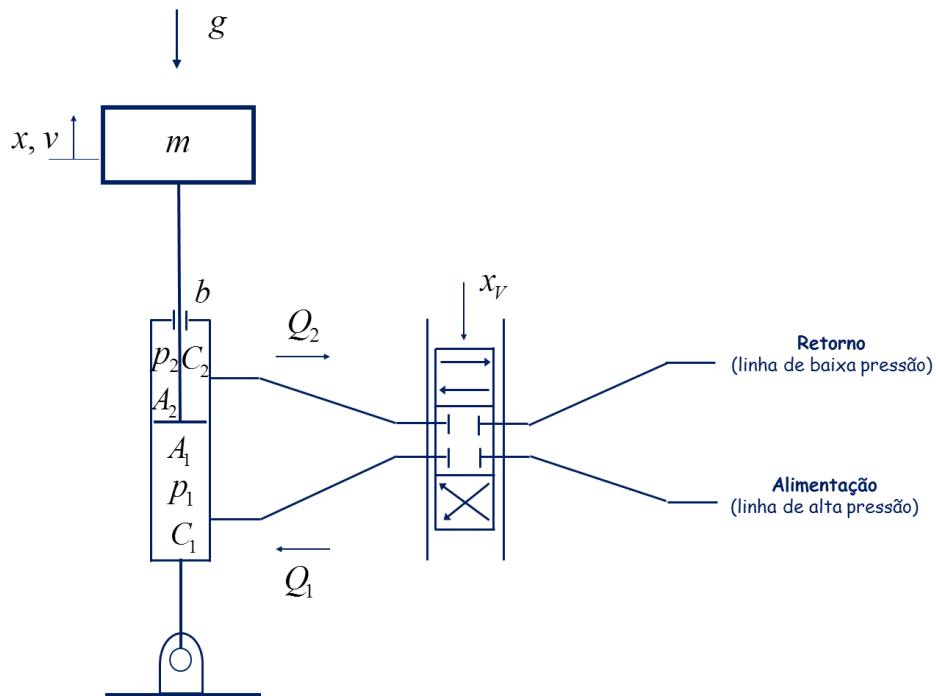 g
x, v
m
b
x_V
Q_2
p_2 C_2
A_2
Retorno
(linha de baixa pressão)
A_1
p_1
C_1
Alimentação
(linha de alta pressão)
Q_1